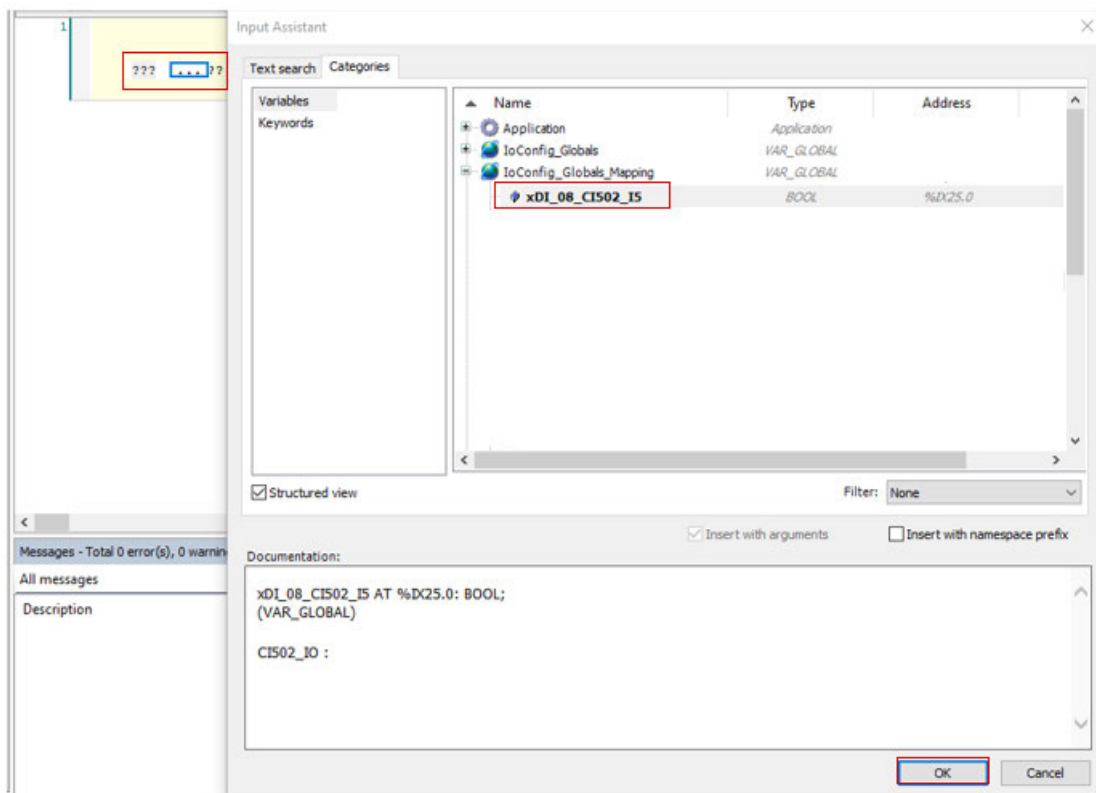 1
??? ... ??
Input Assistant
Text search Categories
Variables
Keywords
Name Type Address
Application Application
IoConfig_Globals VAR_GLOBAL
IoConfig_Globals_Mapping VAR_GLOBAL
xDI_08_CI502_I5 BOOL %IX25.0
Structured view
Filter: None
Insert with arguments Insert with namespace prefix
Messages - Total 0 error(s), 0 warnin
All messages
Description
Documentation:
xDI_08_CI502_I5 AT %IX25.0: BOOL;
(VAR_GLOBAL)
CI502_IO :
OK Cancel